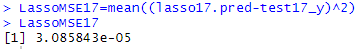 > LassoMSE17=mean((lasso17.pred-test17_y)^2)
> LassoMSE17
[1] 3.085843e-05